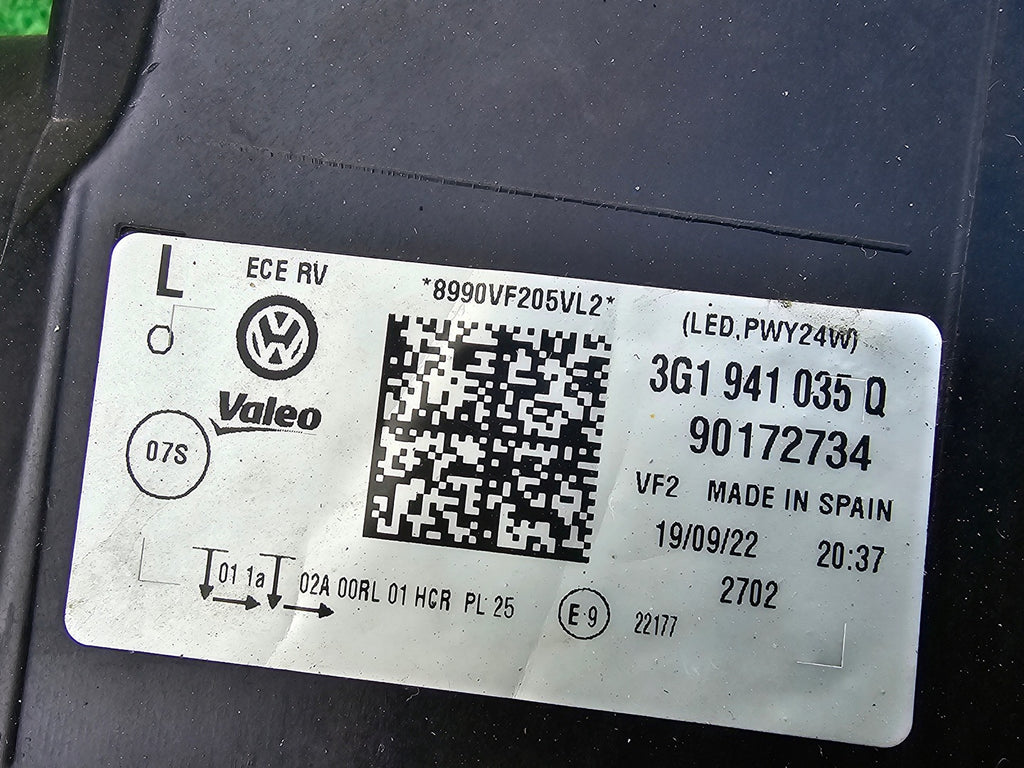 L
ECE RV
*8990VF205VL2*
(LED,PWY24W)
O
3G1 941 035 Q
Valeo
90172734
07S
VF2 MADE IN SPAIN
19/09/22 20:37
01 1a 02A 00RL 01 HCR PL 25
2702
E 9 22177